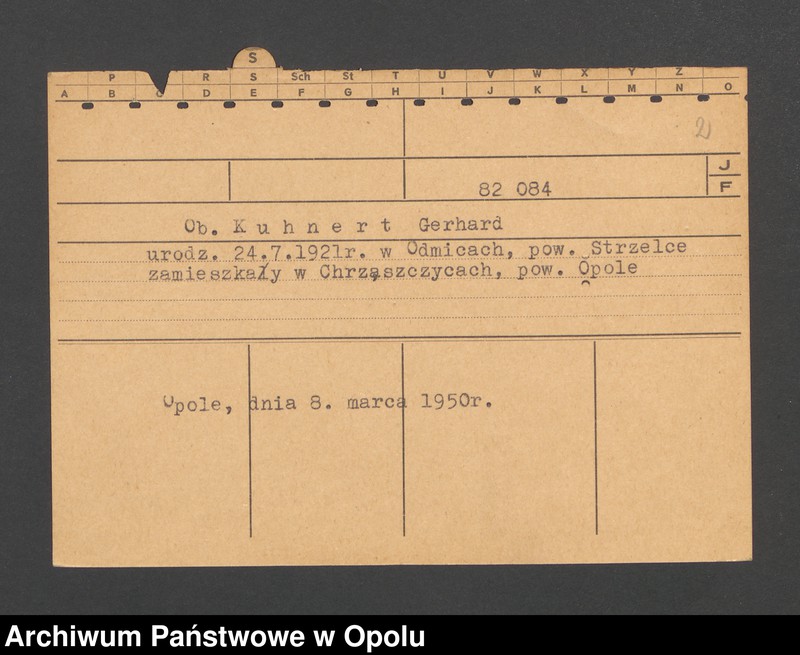 S
P R S Sch St T U V W X Y Z
A B C D E F G H I J K L M N O
2)
J
82 084
F
Ob. Kuhnert Gerhard
urodz. 24.7.1921r. w Odmicach, pow. Strzelce
zamieszkały w Chrząszczycach, pow. Opole
Opole, dnia 8. marca 1950r.
Archiwum Państwowe w Opolu